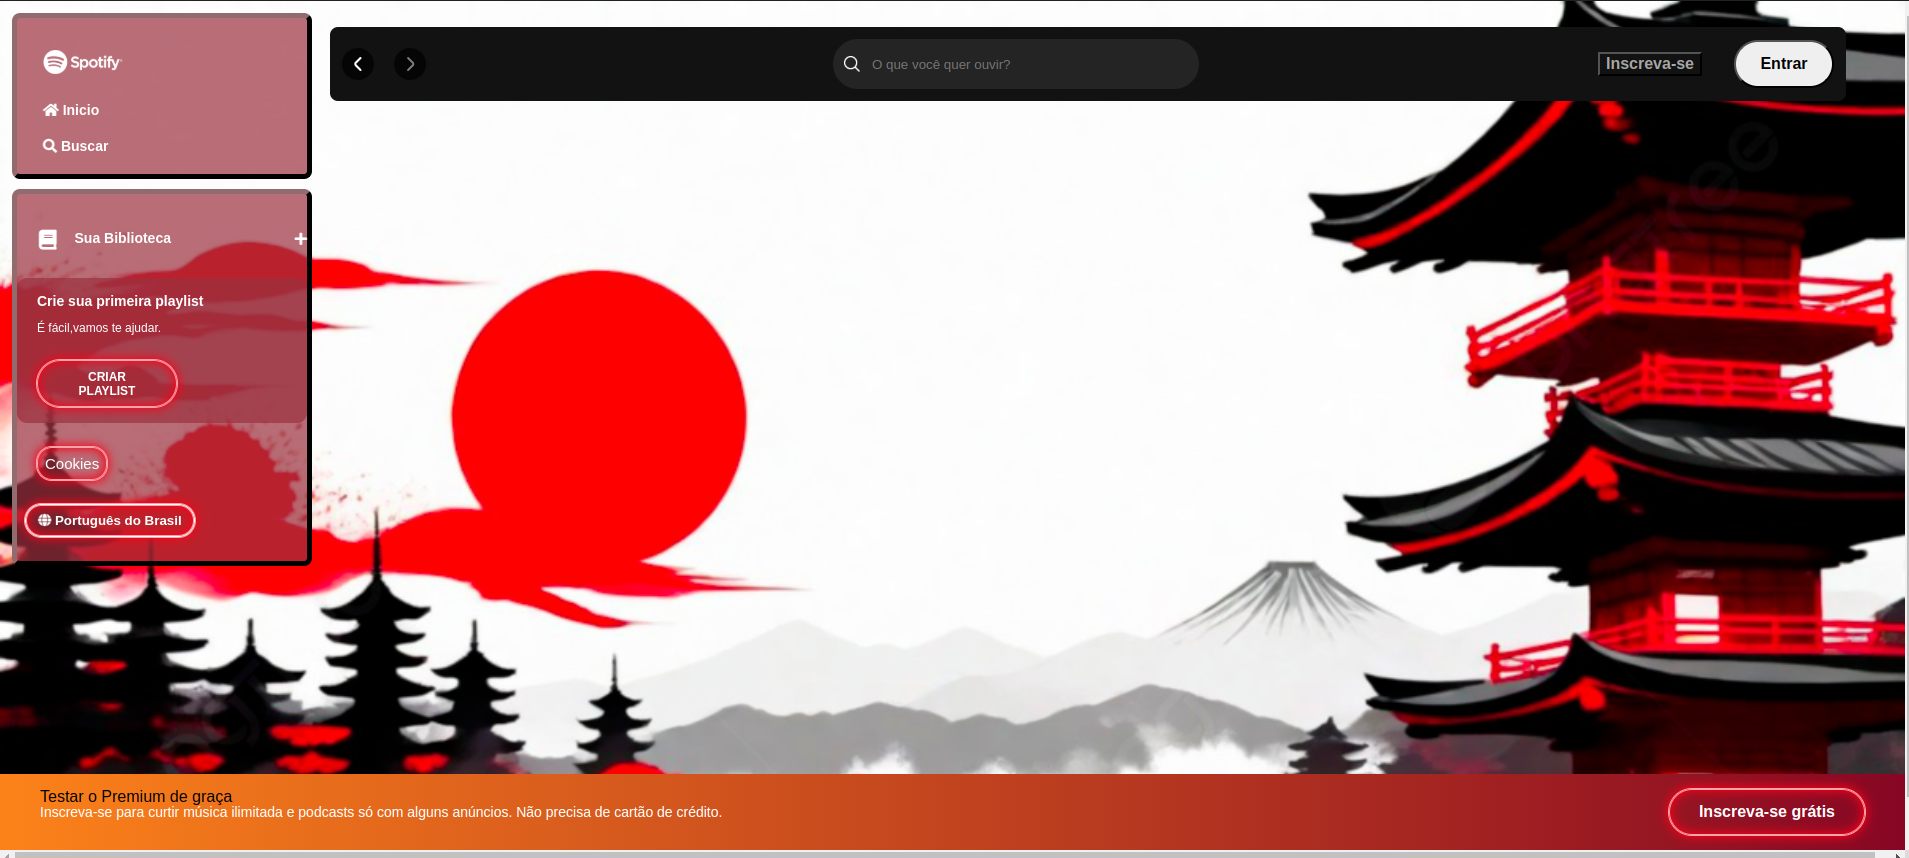 Spotify
Inicio
Buscar
O que você quer ouvir?
Inscreva-se
Entrar
Sua Biblioteca
Crie sua primeira playlist
É fácil,vamos te ajudar.
CRIAR
PLAYLIST
Cookies
Português do Brasil
Testar o Premium de graça
Inscreva-se para curtir música ilimitada e podcasts só com alguns anúncios. Não precisa de cartão de crédito.
Inscreva-se grátis